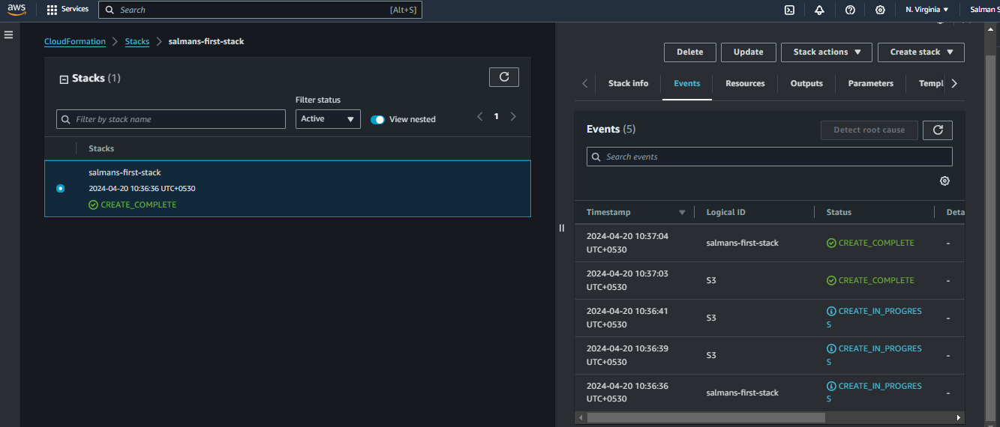 aws
Services
Search
[Alt+S]
N. Virginia
Salman S
CloudFormation
Stacks
salmans-first-stack
Stacks (1)
Filter status
Filter by stack name
Active
View nested
1
Stacks
salmans-first-stack
2024-04-20 10:36:36 UTC+0530
CREATE_COMPLETE
Delete
Update
Stack actions
Create stack
Stack info
Events
Resources
Outputs
Parameters
Templ
Events (5)
Detect root cause
Search events
Timestamp
Logical ID
Status
Deta
2024-04-20 10:37:04
UTC+0530
salmans-first-stack
CREATE_COMPLETE
-
2024-04-20 10:37:03
UTC+0530
S3
CREATE_COMPLETE
-
2024-04-20 10:36:41
UTC+0530
S3
CREATE_IN_PROGRES
S
-
2024-04-20 10:36:39
UTC+0530
S3
CREATE_IN_PROGRES
S
-
2024-04-20 10:36:36
UTC+0530
salmans-first-stack
CREATE_IN_PROGRES
S
-